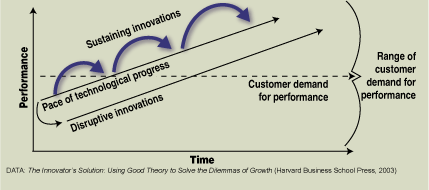 Sustaining innovations
Performance
Pace of technological progress
Disruptive innovations
Customer demand
for performance
Range of
customer
demand for
performance
Time
DATA: The Innovator's Solution: Using Good Theory to Solve the Dilemmas of Growth (Harvard Business School Press, 2003)